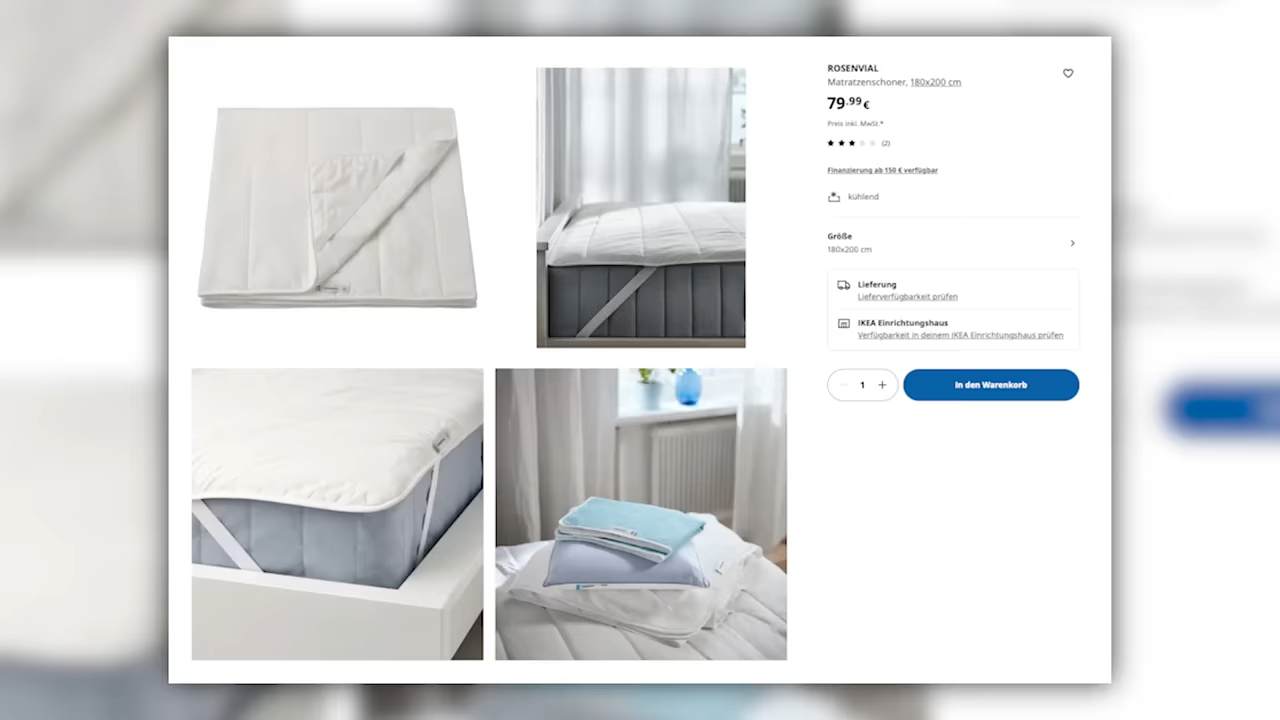 ROSENVIAL
Matratzenschoner, 180x200 cm
79.99€
Preis inkl. MwSt.*
(2)
Finanzierung ab 150 € verfügbar
kühlend
Größe
180x200 cm
Lieferung
Lieferverfügbarkeit prüfen
IKEA Einrichtungshaus
Verfügbarkeit in deinem IKEA Einrichtungshaus prüfen
1
In den Warenkorb